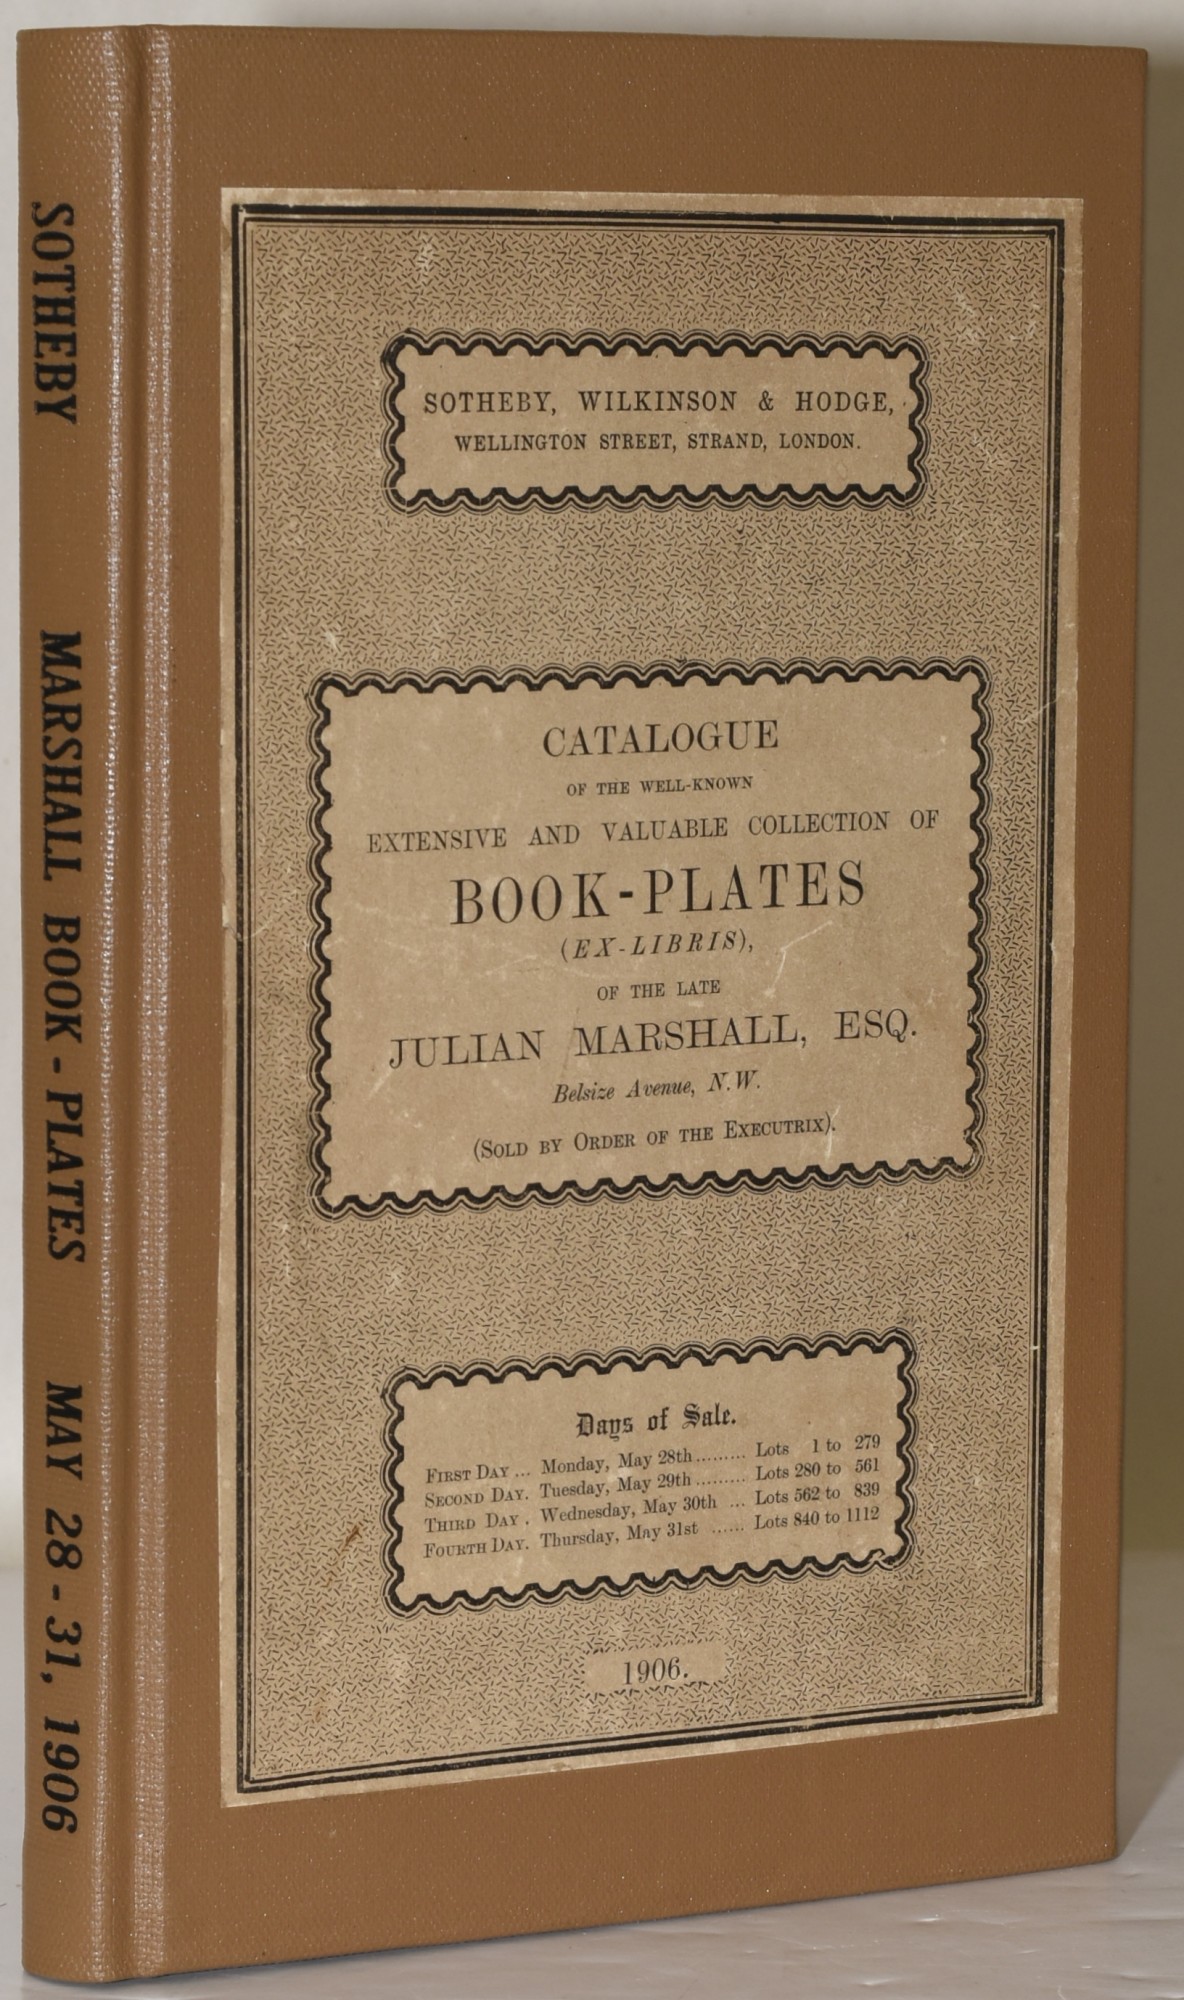 SOTHEBY MARSHALL BOOK-PLATES MAY 28-31, 1906
SOTHEBY, WILKINSON & HODGE,
WELLINGTON STREET, STRAND, LONDON.
CATALOGUE
OF THE WELL-KNOWN
EXTENSIVE AND VALUABLE COLLECTION OF
BOOK-PLATES
(EX-LIBRIS),
OF THE LATE
JULIAN MARSHALL, ESQ.
Belsize Avenue, N.W.
(SOLD BY ORDER OF THE EXECUTRIX).
Days of Sale.
FIRST DAY ... Monday, May 28th ......... Lots 1 to 279
SECOND DAY. Tuesday, May 29th ......... Lots 280 to 561
THIRD DAY . Wednesday, May 30th ... Lots 562 to 839
FOURTH DAY. Thursday, May 31st ...... Lots 840 to 1112
1906.